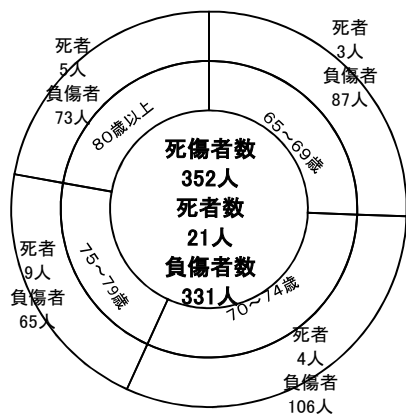 死者
5人
負傷者
73人
死者
3人
負傷者
87人
80歳以上
65～69歳
死傷者数
352人
死者数
21人
負傷者数
331人
75～79歳
70～74歳
死者
9人
負傷者
65人
死者
4人
負傷者
106人